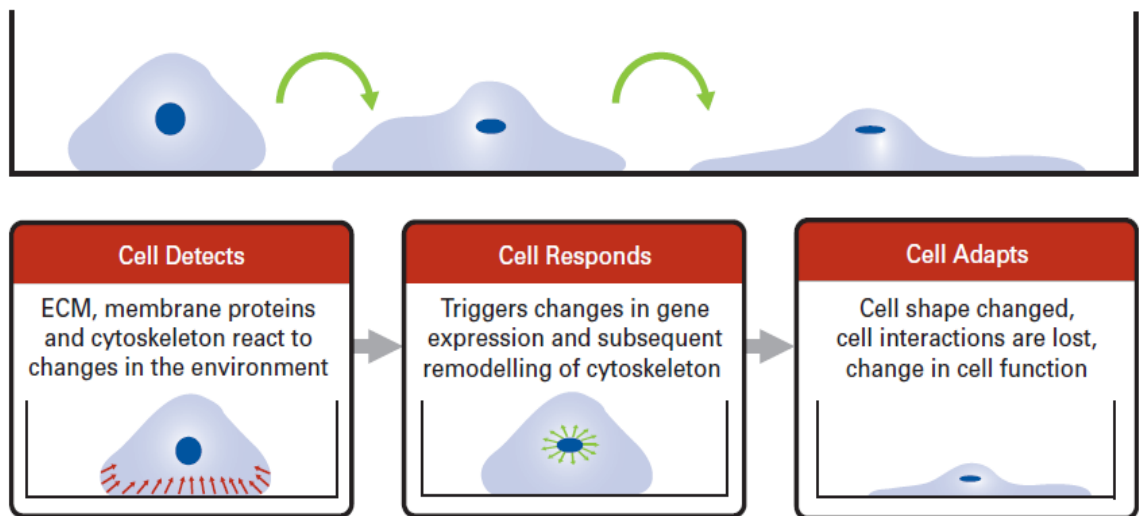 Cell Detects
ECM, membrane proteins
and cytoskeleton react to
changes in the environment
Cell Responds
Triggers changes in gene
expression and subsequent
remodelling of cytoskeleton
Cell Adapts
Cell shape changed,
cell interactions are lost,
change in cell function